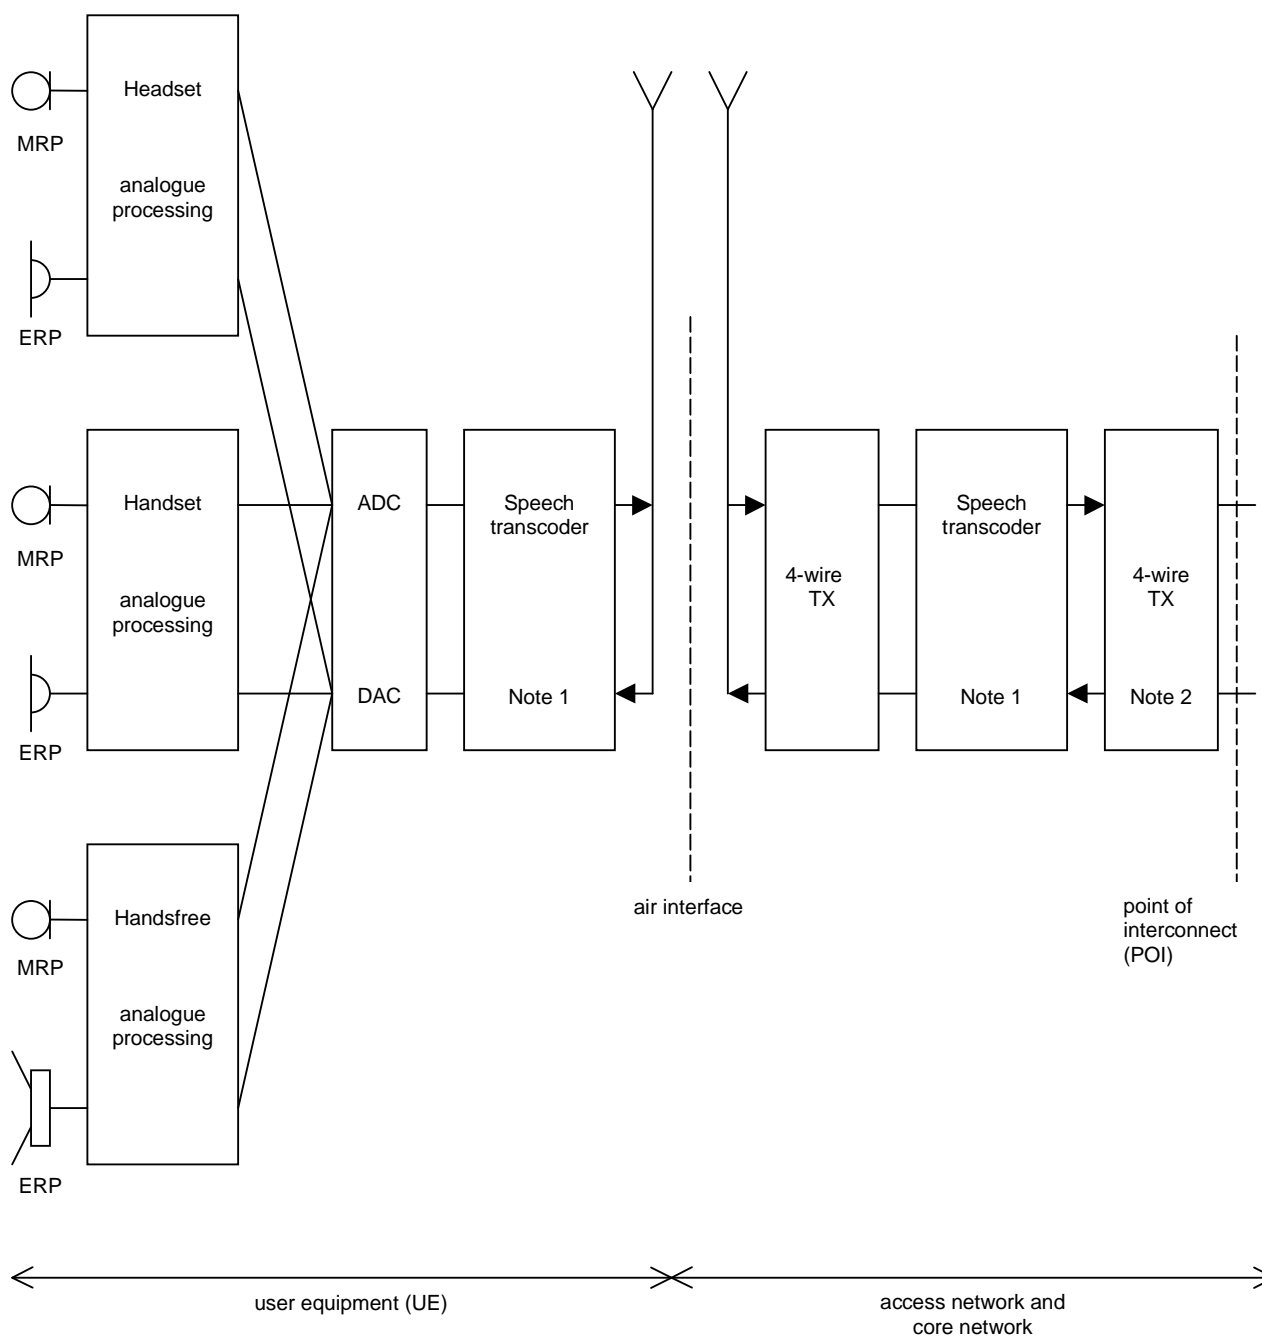 Headset
MRP
analogue
processing
ERP
Handset
MRP
analogue
processing
ERP
Handsfree
MRP
analogue
processing
ERP
ADC
DAC
Speech
transcoder
Note 1
4-wire
TX
Speech
transcoder
Note 1
4-wire
TX
Note 2
air interface
point of
interconnect
(POI)
user equipment (UE)
access network and
core network